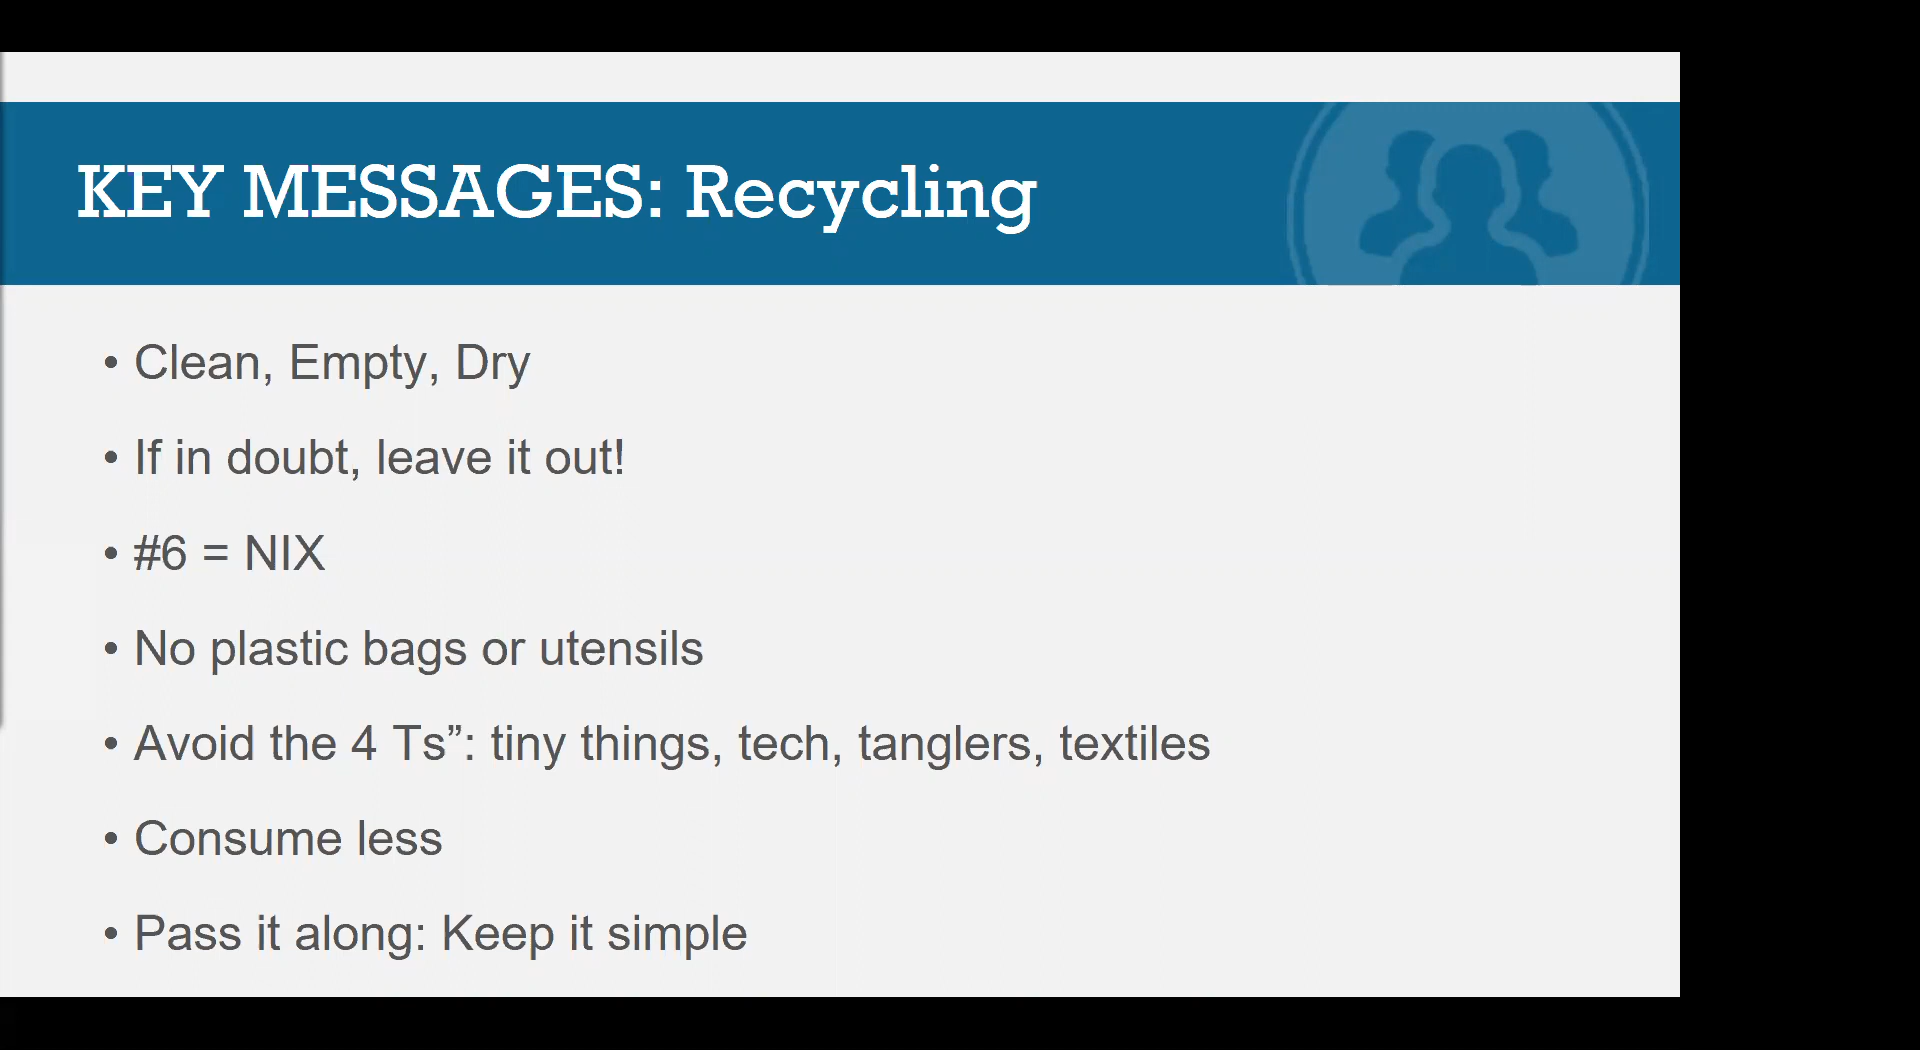 KEY MESSAGES: Recycling
• Clean, Empty, Dry
• If in doubt, leave it out!
• #6 = NIX
• No plastic bags or utensils
• Avoid the 4 Ts”: tiny things, tech, tanglers, textiles
• Consume less
• Pass it along: Keep it simple